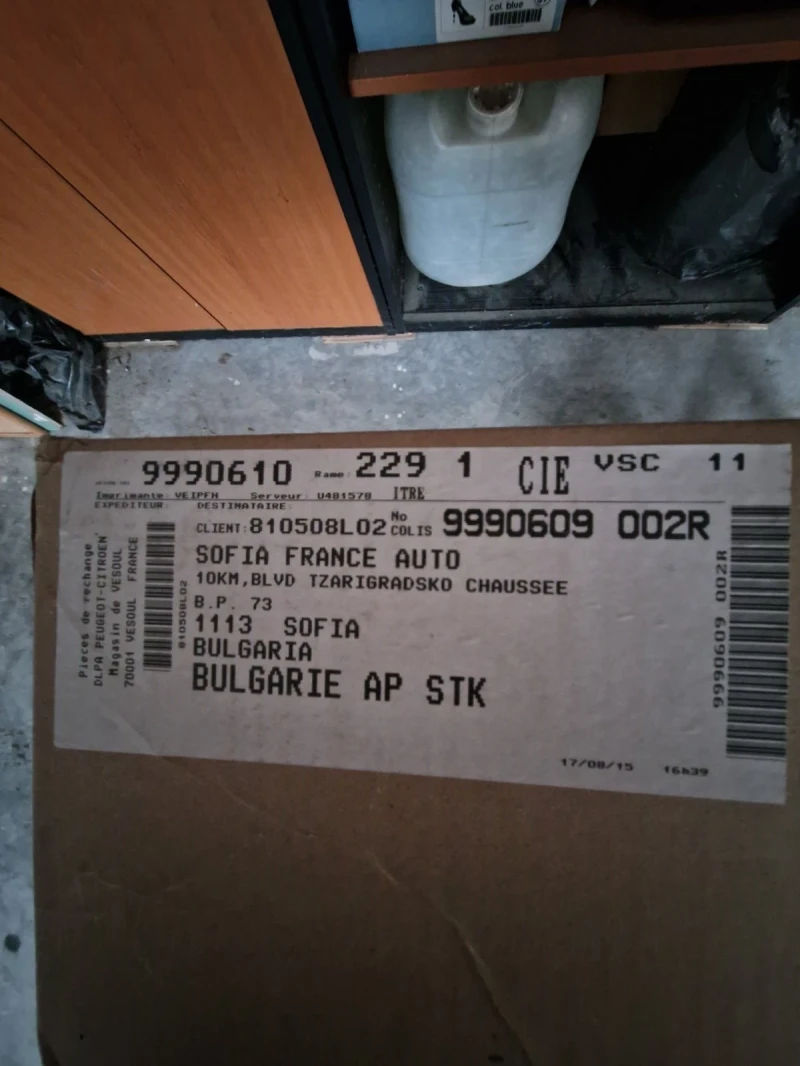 col. blue
9990610 Rame: 229 1 CIE VSC 11
Imprimante: VEIPFH Serveur: U481578 ITRE
EXPEDITEUR: DESTINATAIRE:
CLIENT: 810508L02 No COLIS 9990609 002R
SOFIA FRANCE AUTO
10KM,BLVD TZARIGRADSKO CHAUSSEE
B.P. 73
1113 SOFIA
BULGARIA
BULGARIE AP STK
17/08/15 16h39
Pieces de rechange
DLPA PEUGEOT-CITROEN
Magasin de VESOUL
70001 VESOUL FRANCE
810508L02
9990609 002R